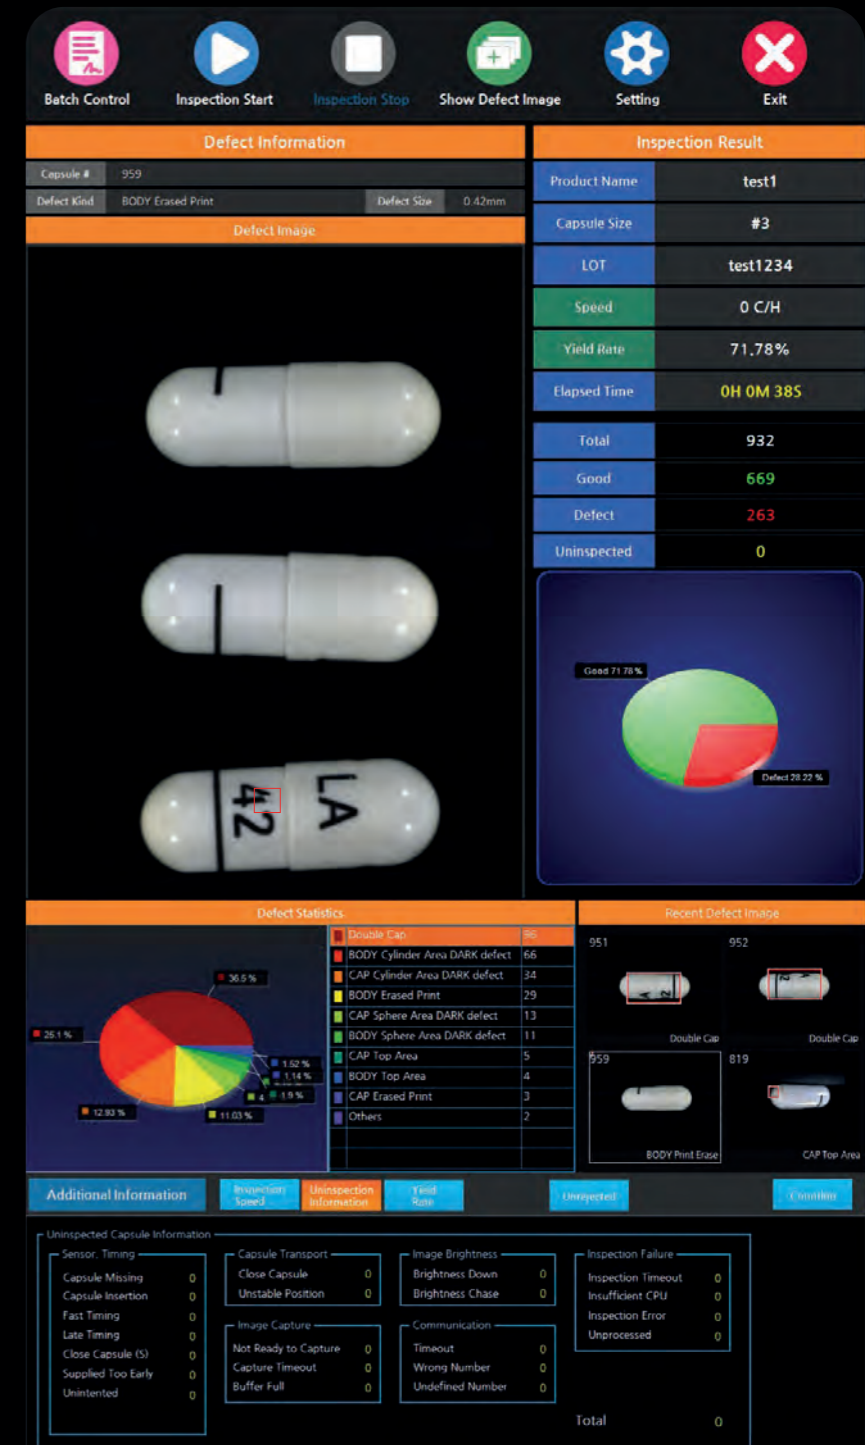 Batch Control
Inspection Start
Inspection Stop
Show Defect Image
Setting
Exit
Defect Information
Capsule # 959
Defect Kind BODY Erased Print Defect Size 0.42mm
Defect Image
42
LA
Inspection Result
Product Name test1
Capsule Size #3
LOT test1234
Speed 0 C/H
Yield Rate 71.78%
Elapsed Time 0H 0M 38S
Total 932
Good 669
Defect 263
Uninspected 0
Good 71.78 %
Defect 28.22 %
Defect Statistics
36.5 %
25.1 %
12.93 %
11.03 %
4
1.9 %
1.14 %
1.52 %
Double Cap 96
BODY Cylinder Area DARK defect 66
CAP Cylinder Area DARK defect 34
BODY Erased Print 29
CAP Sphere Area DARK defect 13
BODY Sphere Area DARK defect 11
CAP Top Area 5
BODY Top Area 4
CAP Erased Print 3
Others 2
Recent Defect Image
951
Double Cap
952
Double Cap
959
BODY Print Erase
819
CAP Top Area
Additional Information
Inspection Speed
Uninspection Information
Yield Rate
Unrejected
Uninspected Capsule Information
Sensor. Timing
Capsule Missing 0
Capsule Insertion 0
Fast Timing 0
Late Timing 0
Close Capsule (S) 0
Supplied Too Early 0
Unintented 0
Capsule Transport
Close Capsule 0
Unstable Position 0
Image Capture
Not Ready to Capture 0
Capture Timeout 0
Buffer Full 0
Image Brightness
Brightness Down 0
Brightness Chase 0
Communication
Timeout 0
Wrong Number 0
Undefined Number 0
Inspection Failure
Inspection Timeout 0
Insufficient CPU 0
Inspection Error 0
Unprocessed 0
Total 0